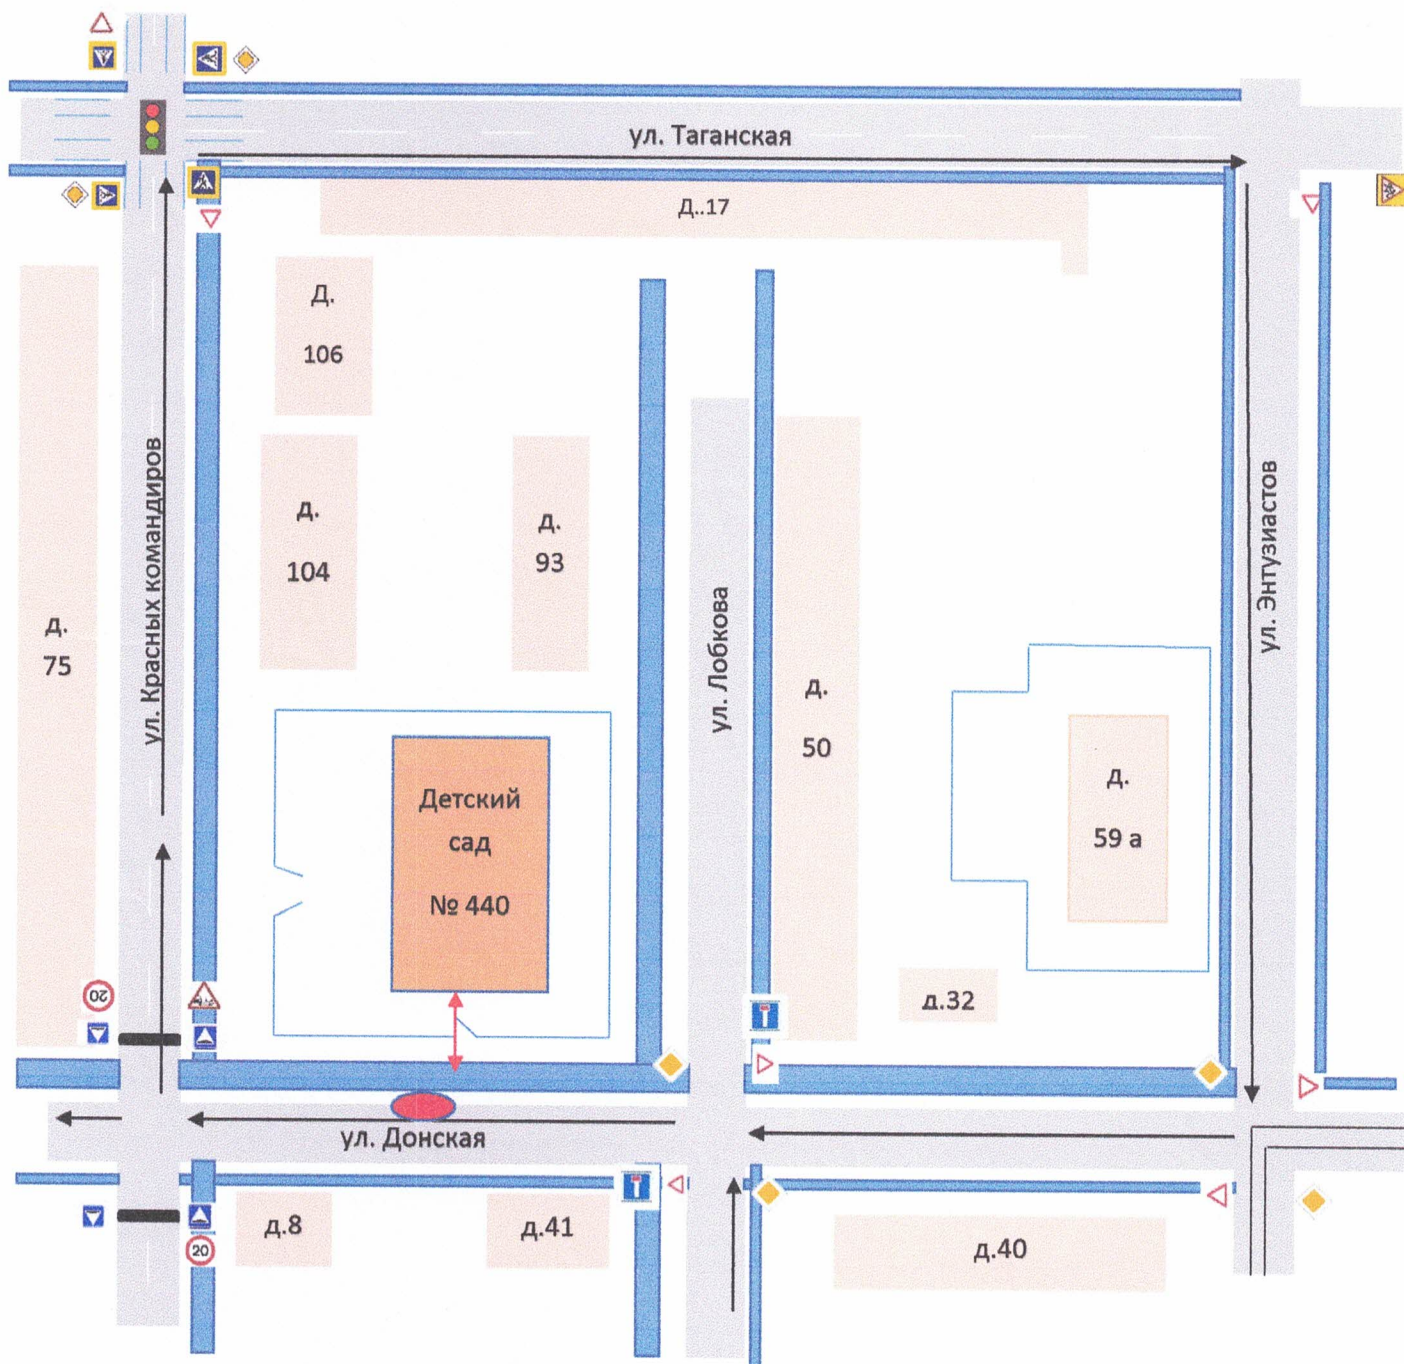 ул. Таганская
Д..17
Д.
106
д.
104
д.
93
ул. Красных командиров
д.
75
ул. Лобкова
д.
50
ул. Энтузиастов
Детский
сад
№ 440
д.
59 а
д.32
20
ул. Донская
д.8
д.41
д.40
20